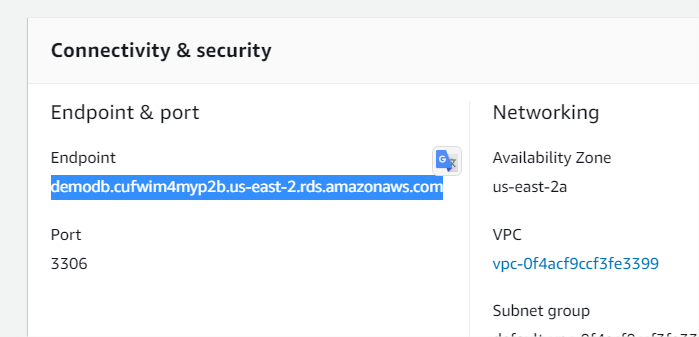 Connectivity & security
Endpoint & port
Endpoint
demodb.cufwim4myp2b.us-east-2.rds.amazonaws.com
Port
3306
Networking
Availability Zone
us-east-2a
VPC
vpc-0f4acf9ccf3fe3399
Subnet group